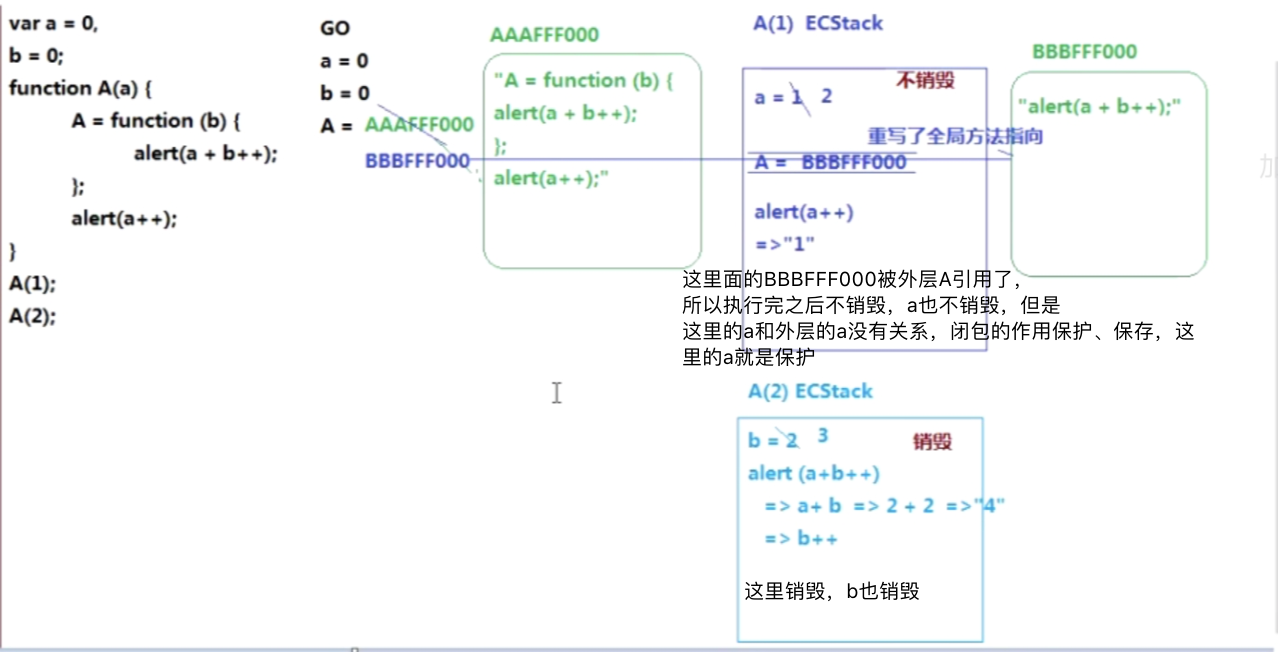 var a = 0,
b = 0;
function A(a) {
A = function (b) {
alert(a + b++);
};
alert(a++);
}
A(1);
A(2);
GO
a = 0
b = 0
A = AAAFFF000
BBBFFF000
AAAFFF000
"A = function (b) {
alert(a + b++);
};
alert(a++);"
A(1) ECStack
不销毁
a = 1 2
重写了全局方法指向
A = BBBFFF000
alert(a++)
=>"1"
BBBFFF000
"alert(a + b++);"
这里面的BBBFFF000被外层A引用了，
所以执行完之后不销毁，a也不销毁，但是
这里的a和外层的a没有关系，闭包的作用保护、保存，这
里的a就是保护
A(2) ECStack
b = 2 3
销毁
alert (a+b++)
=> a+ b => 2 + 2 =>"4"
=> b++
这里销毁，b也销毁
加